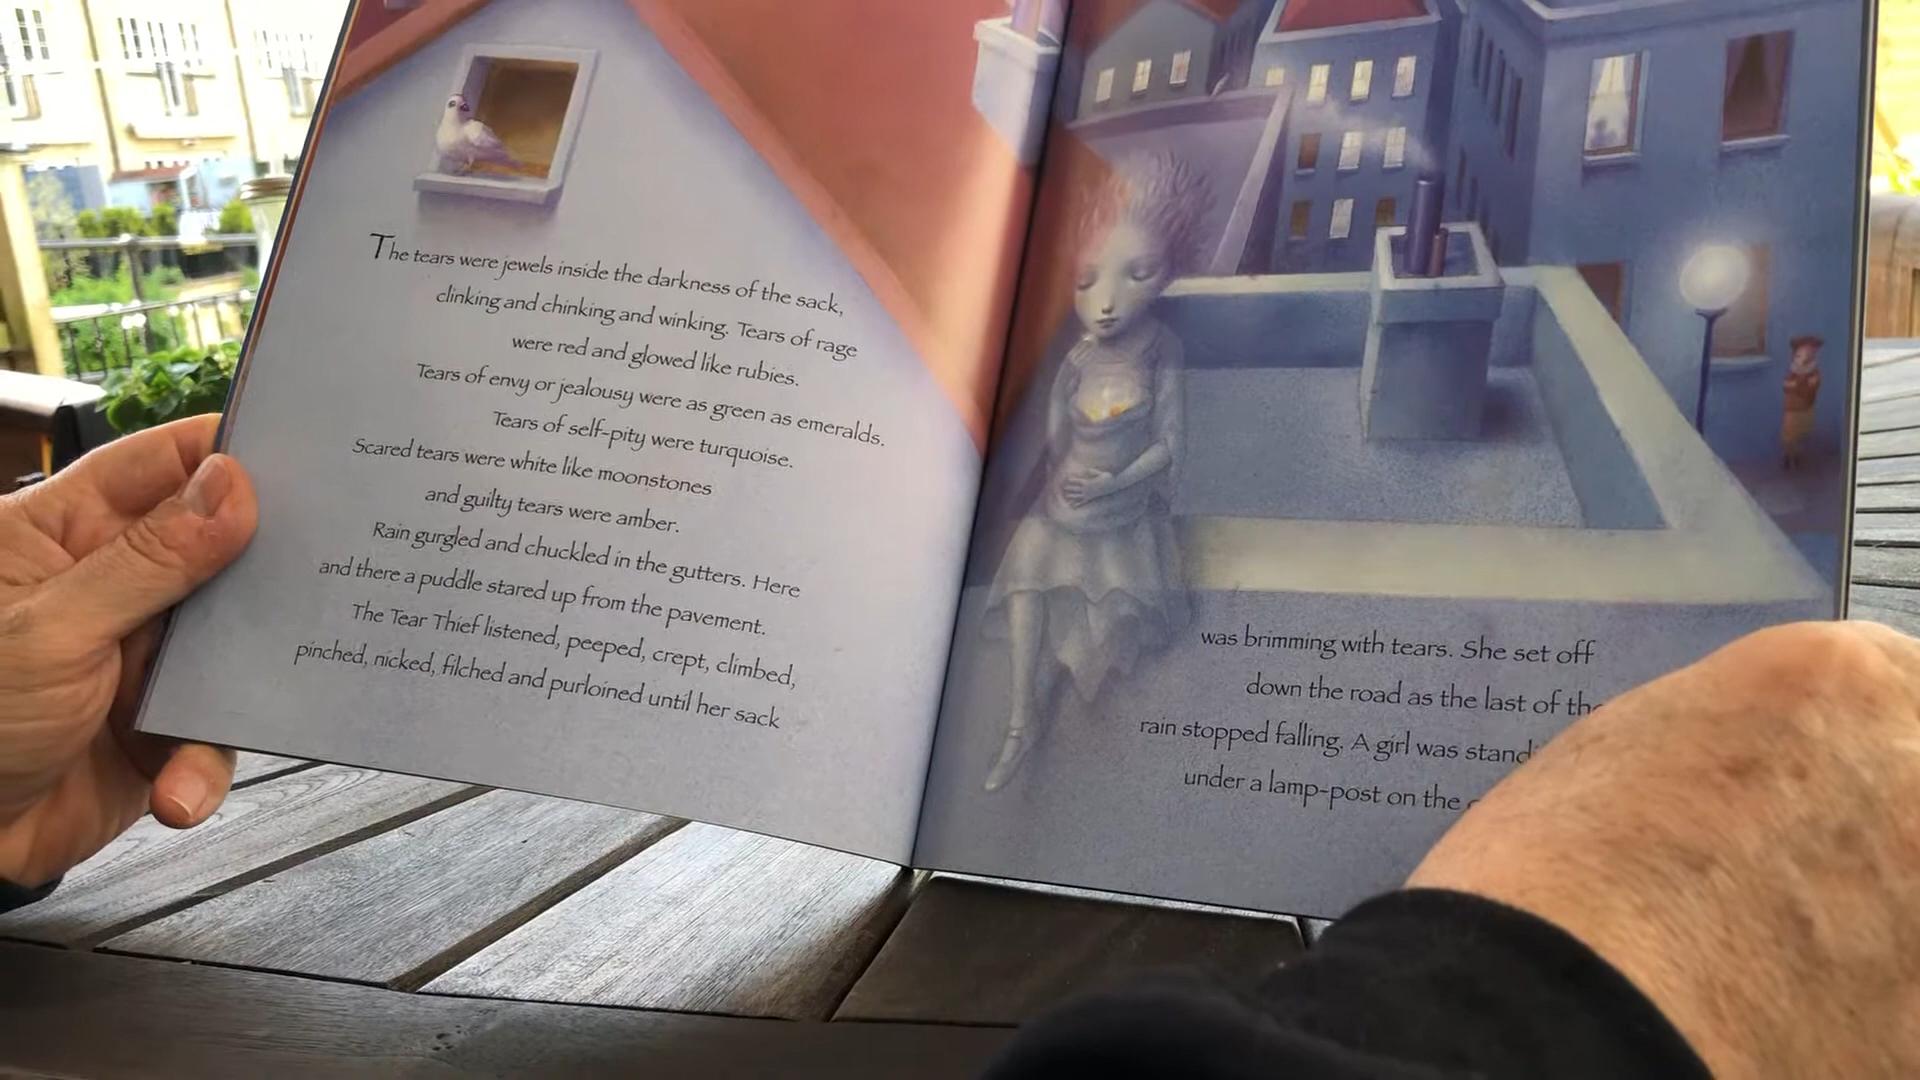 The tears were jewels inside the darkness of the sack,
clinking and chinking and winking. Tears of rage
were red and glowed like rubies.
Tears of envy or jealousy were as green as emeralds.
Tears of self-pity were turquoise.
Scared tears were white like moonstones
and guilty tears were amber.
Rain gurgled and chuckled in the gutters. Here
and there a puddle stared up from the pavement.
The Tear Thief listened, peeped, crept, climbed,
pinched, nicked, filched and purloined until her sack
was brimming with tears. She set off
down the road as the last of the
rain stopped falling. A girl was
under a lamp-post on the